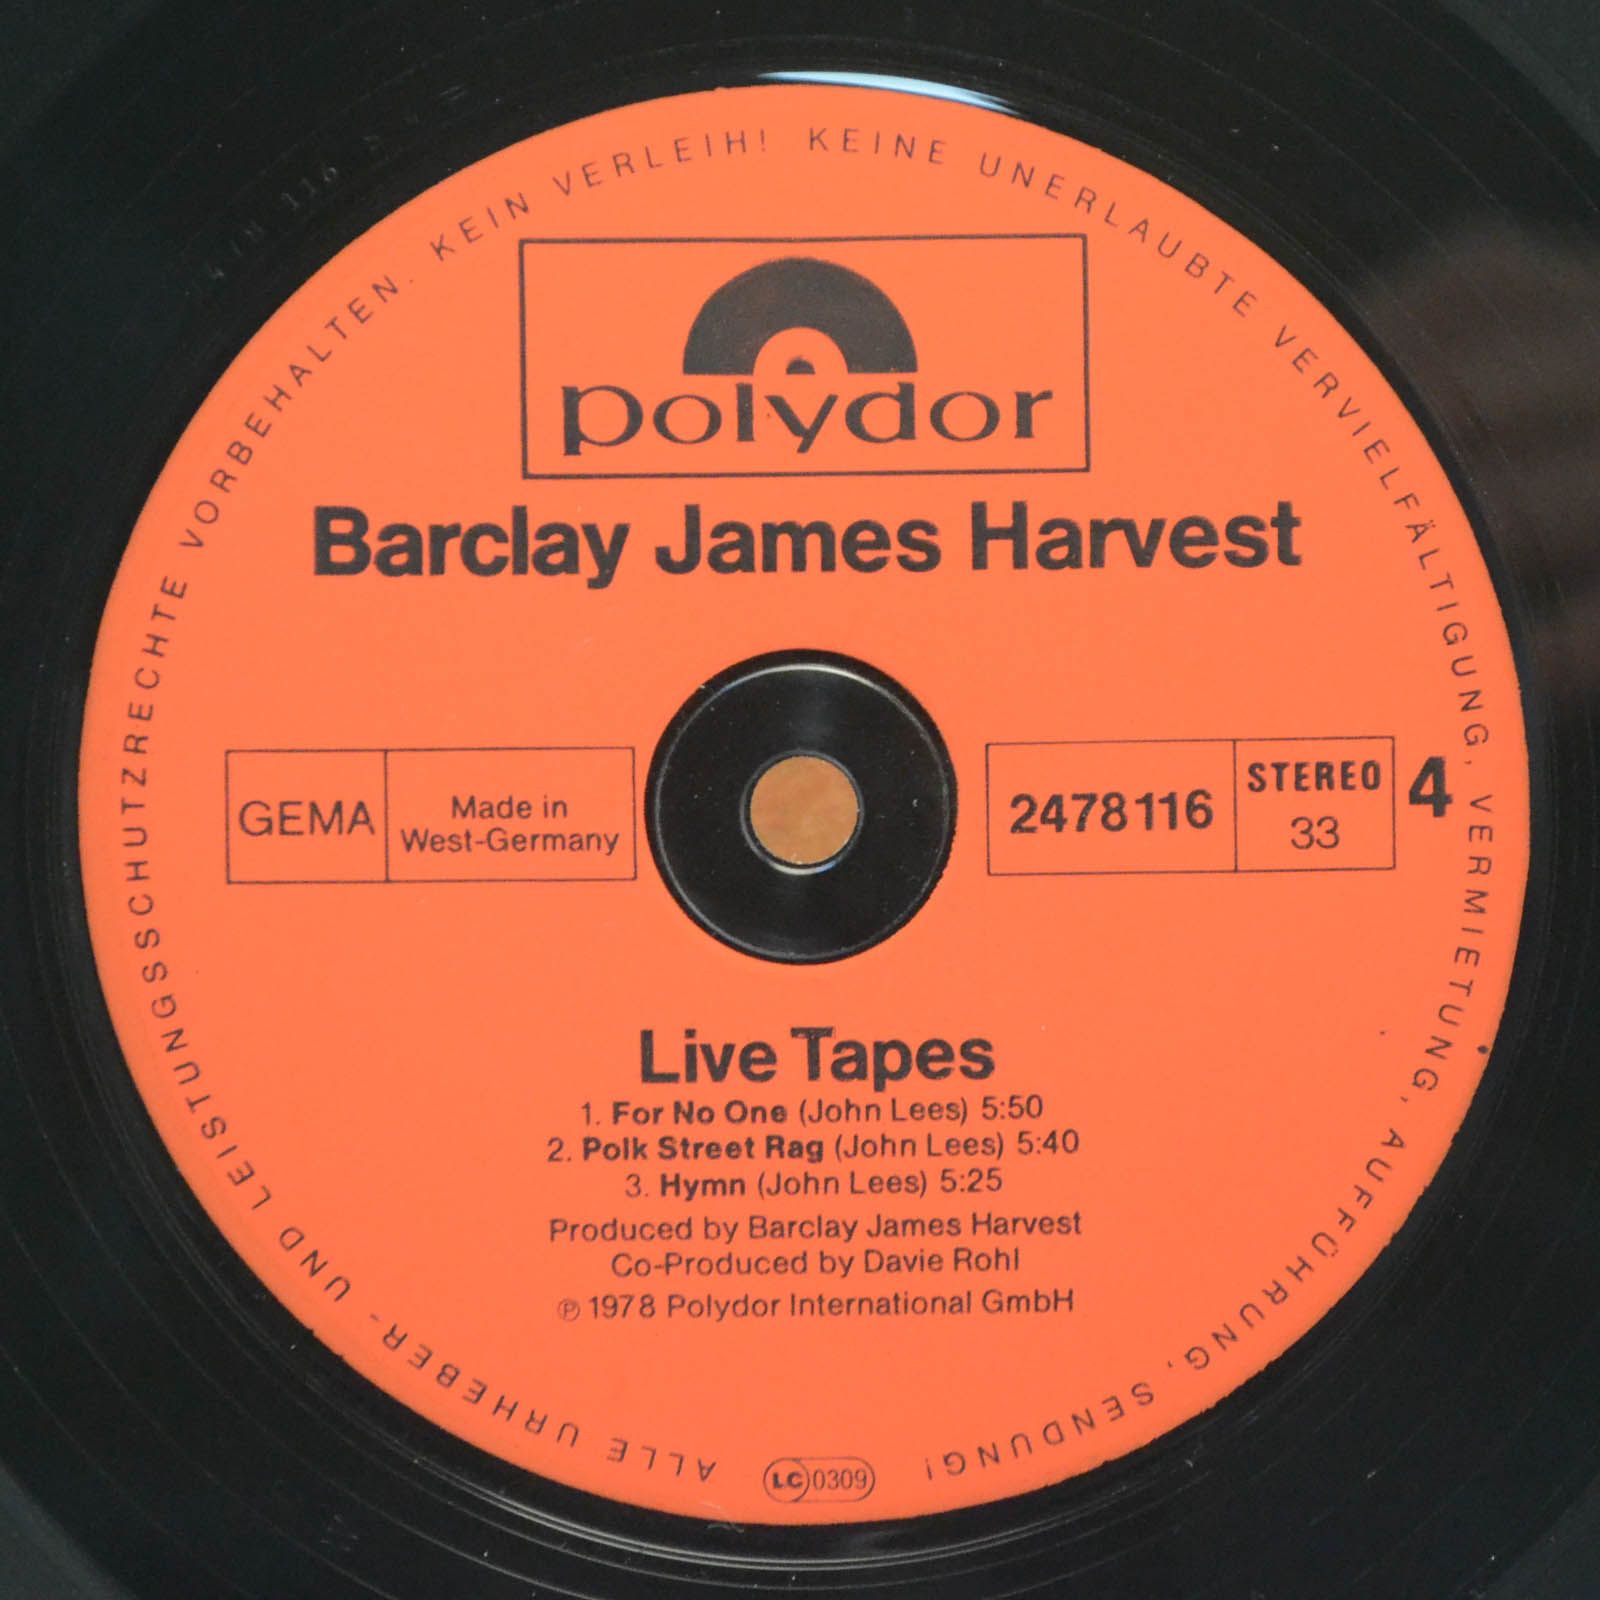 ALLE URHEBER- UND LEISTUNGSSCHUTZRECHTE VORBEHALTEN. KEIN VERLEIH! KEINE UNERLAUBTE VERVIELFÄLTIGUNG, VERMIETUNG, AUFFÜHRUNG, SENDUNG!
polydor
Barclay James Harvest
GEMA
Made in
West-Germany
2478116
STEREO
33
4
Live Tapes
1. For No One (John Lees) 5:50
2. Polk Street Rag (John Lees) 5:40
3. Hymn (John Lees) 5:25
Produced by Barclay James Harvest
Co-Produced by Davie Rohl
℗ 1978 Polydor International GmbH
LC 0309